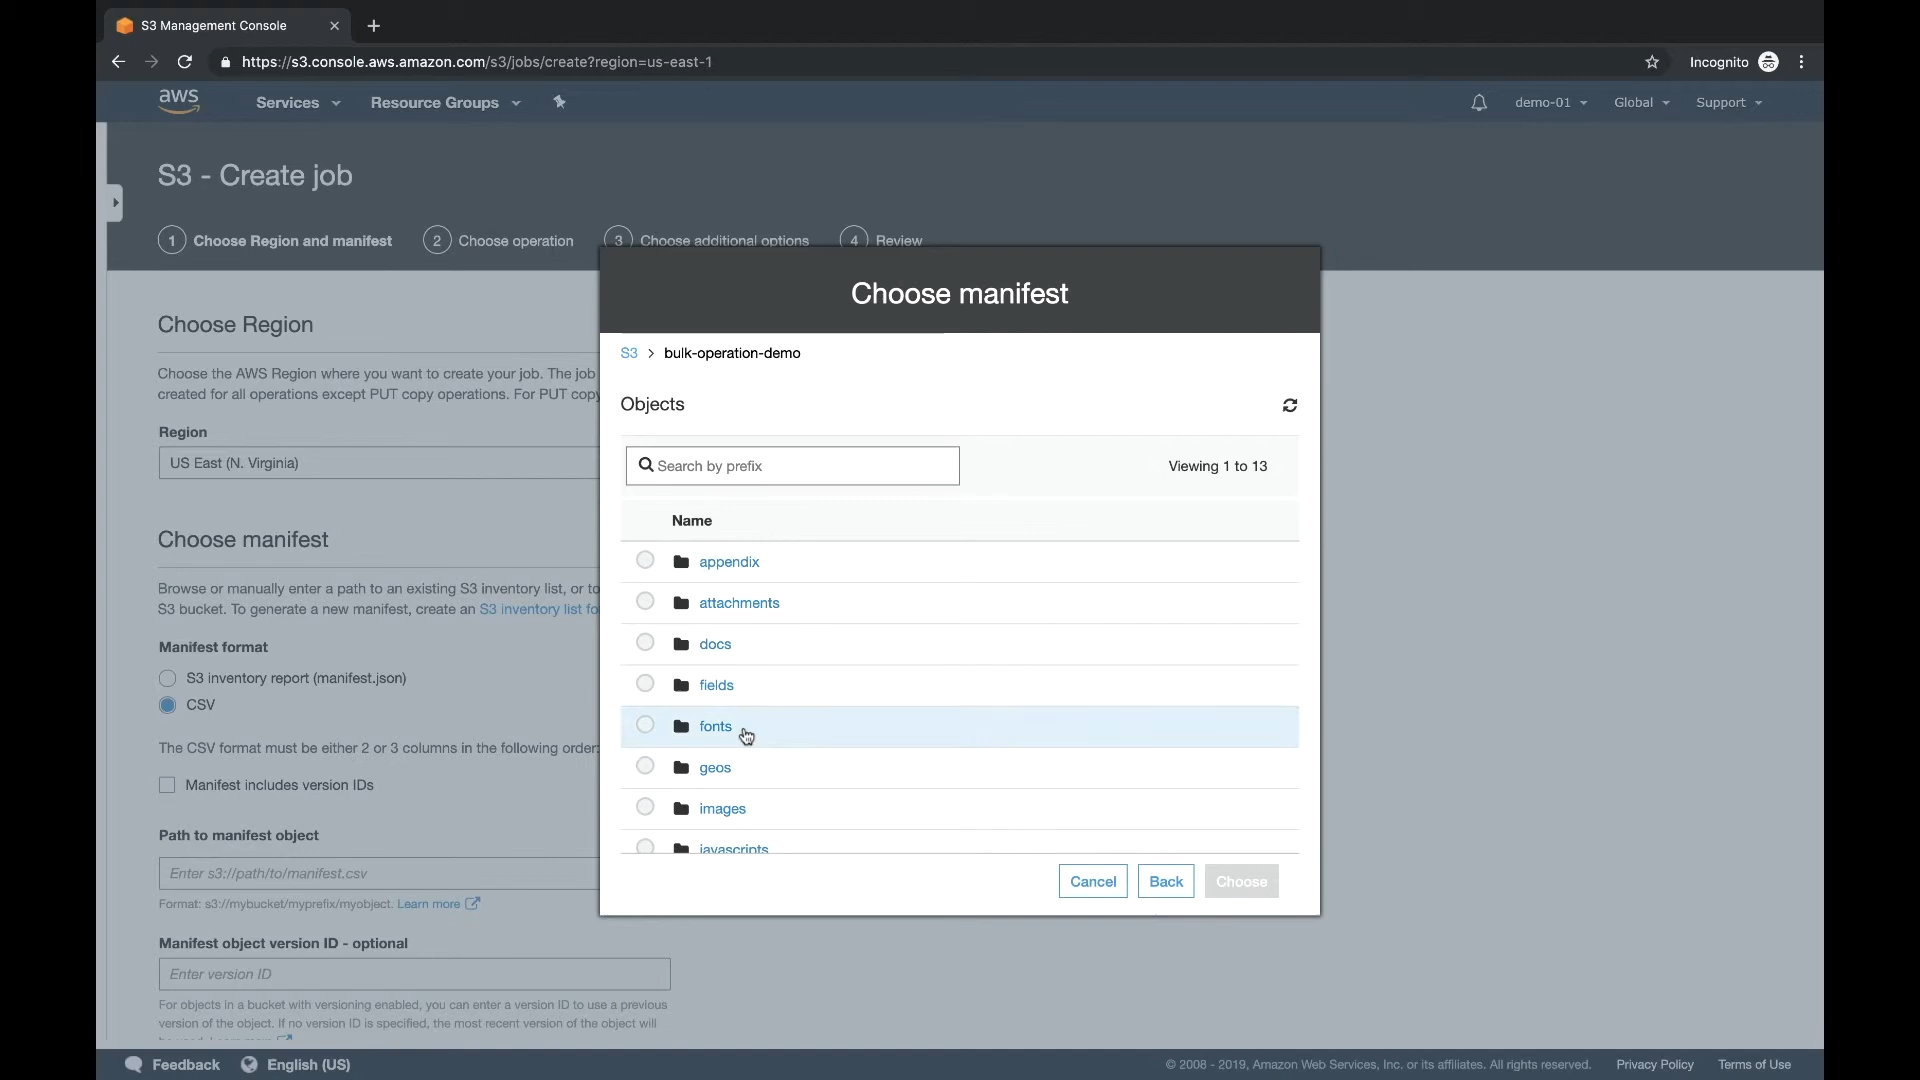 S3 Management Console
https://s3.console.aws.amazon.com/s3/jobs/create?region=us-east-1
Incognito
aws
Services
Resource Groups
demo-01
Global
Support
S3 - Create job
1 Choose Region and manifest
2 Choose operation
3 Choose additional options
4 Review
Choose Region
Choose the AWS Region where you want to create your job. The job
created for all operations except PUT copy operations. For PUT copy
Region
US East (N. Virginia)
Choose manifest
Browse or manually enter a path to an existing S3 inventory list, or to
S3 bucket. To generate a new manifest, create an S3 inventory list fo
Manifest format
S3 inventory report (manifest.json)
CSV
The CSV format must be either 2 or 3 columns in the following order:
Manifest includes version IDs
Path to manifest object
Enter s3://path/to/manifest.csv
Format: s3://mybucket/myprefix/myobject. Learn more
Manifest object version ID - optional
Enter version ID
For objects in a bucket with versioning enabled, you can enter a version ID to use a previous
version of the object. If no version ID is specified, the most recent version of the object will
Choose manifest
S3 > bulk-operation-demo
Objects
Search by prefix
Viewing 1 to 13
Name
appendix
attachments
docs
fields
fonts
geos
images
javascripts
Cancel
Back
Choose
Feedback
English (US)
© 2008 - 2019, Amazon Web Services, Inc. or its affiliates. All rights reserved.
Privacy Policy
Terms of Use